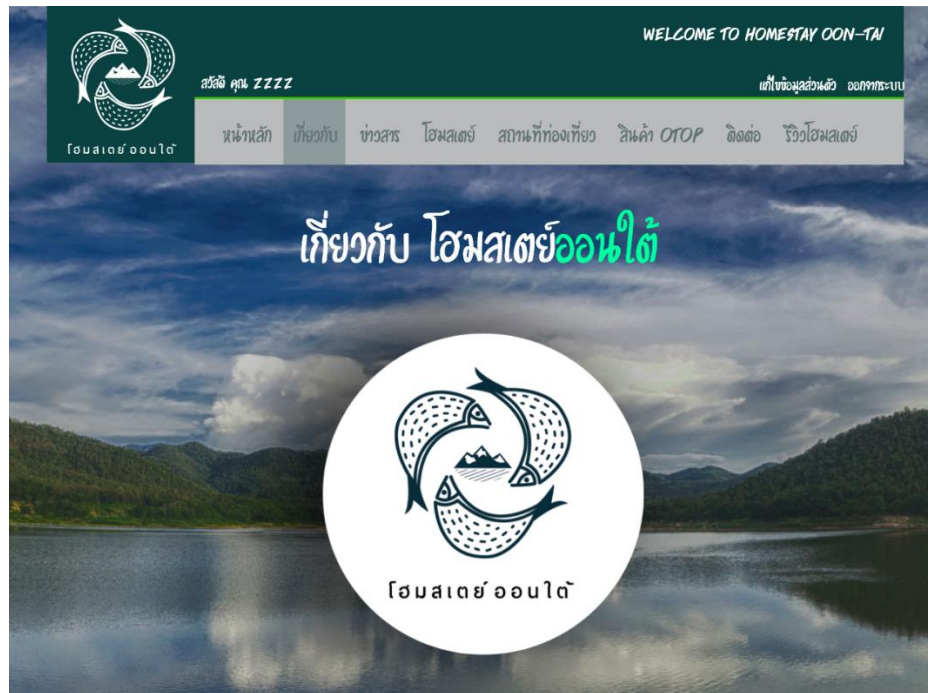 WELCOME TO HOMESTAY OON-TAI
สวัสดี คุณ ZZZZ
แก้ไขข้อมูลส่วนตัว ออกจากระบบ
โฮมสเตย์ออนใต้
หน้าหลัก เกี่ยวกับ ข่าวสาร โฮมสเตย์ สถานที่ท่องเที่ยว สินค้า OTOP ติดต่อ รีวิวโฮมสเตย์
เกี่ยวกับ โฮมสเตย์ออนใต้
โฮมสเตย์ออนใต้